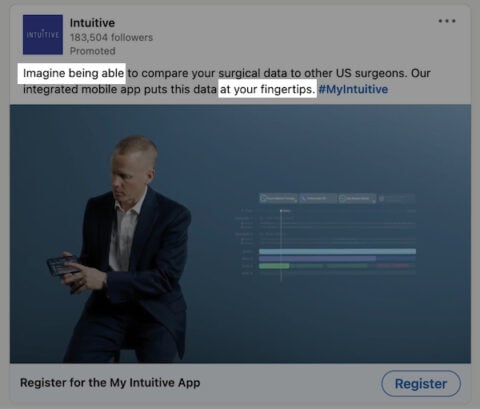 INTUITIVE
Intuitive
183,504 followers
Promoted
Imagine being able to compare your surgical data to other US surgeons. Our
integrated mobile app puts this data at your fingertips. #MyIntuitive
Register for the My Intuitive App
Register